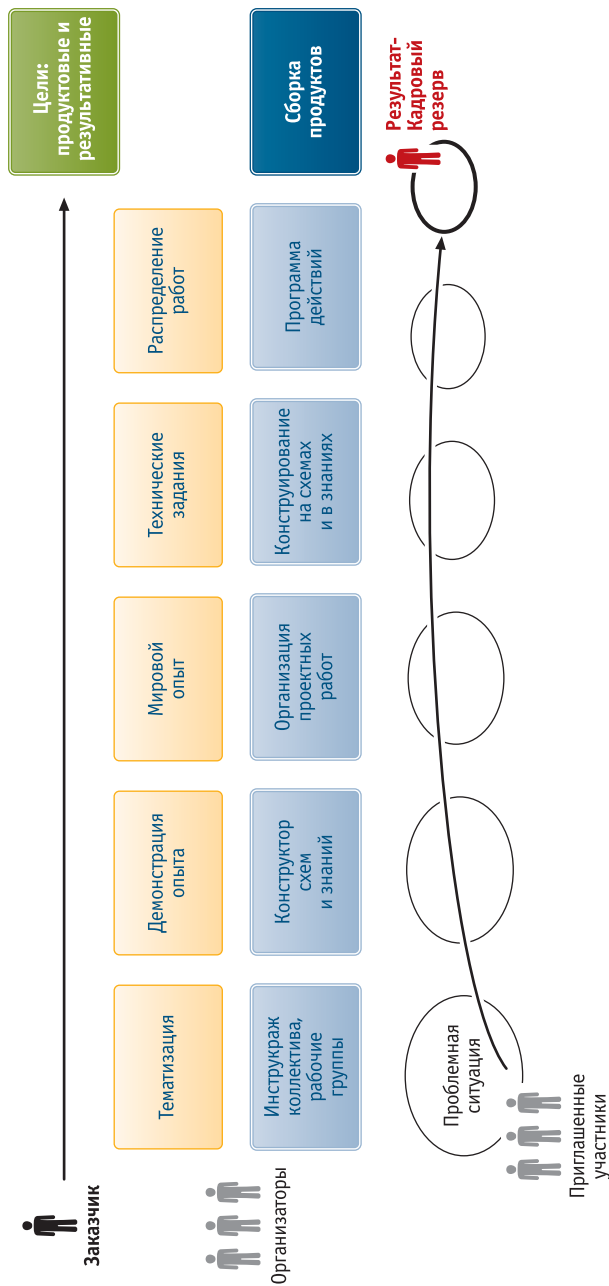 Заказчик
Цели:
продуктовые и
результативные
Организаторы
Тематизация
Демонстрация
опыта
Мировой
опыт
Технические
задания
Распределение
работ
Инструкраж
коллектива,
рабочие
группы
Конструктор
схем
и знаний
Организация
проектных
работ
Конструирование
на схемах
и в знаниях
Программа
действий
Сборка
продуктов
Приглашенные
участники
Проблемная
ситуация
Результат-
Кадровый
резерв